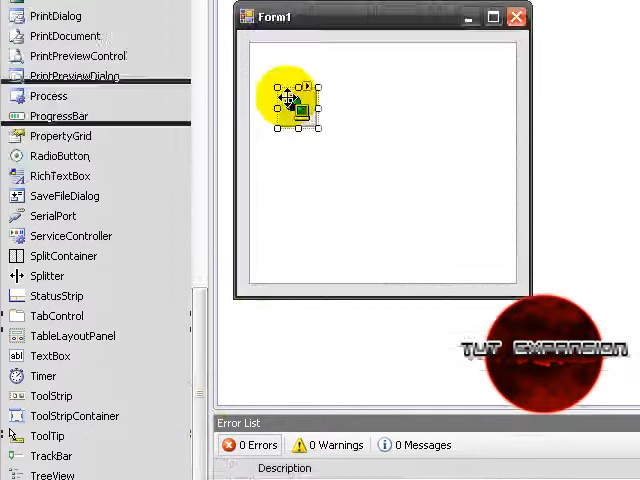 PrintDialog
PrintDocument
PrintPreviewControl
PrintPreviewDialog
Process
ProgressBar
PropertyGrid
RadioButton
RichTextBox
SaveFileDialog
SerialPort
ServiceController
SplitContainer
Splitter
StatusStrip
TabControl
TableLayoutPanel
TextBox
Timer
ToolStrip
ToolStripContainer
ToolTip
TrackBar
TreeView
abl
Form1
TUT EXPANSION
Error List
0 Errors
0 Warnings
0 Messages
Description